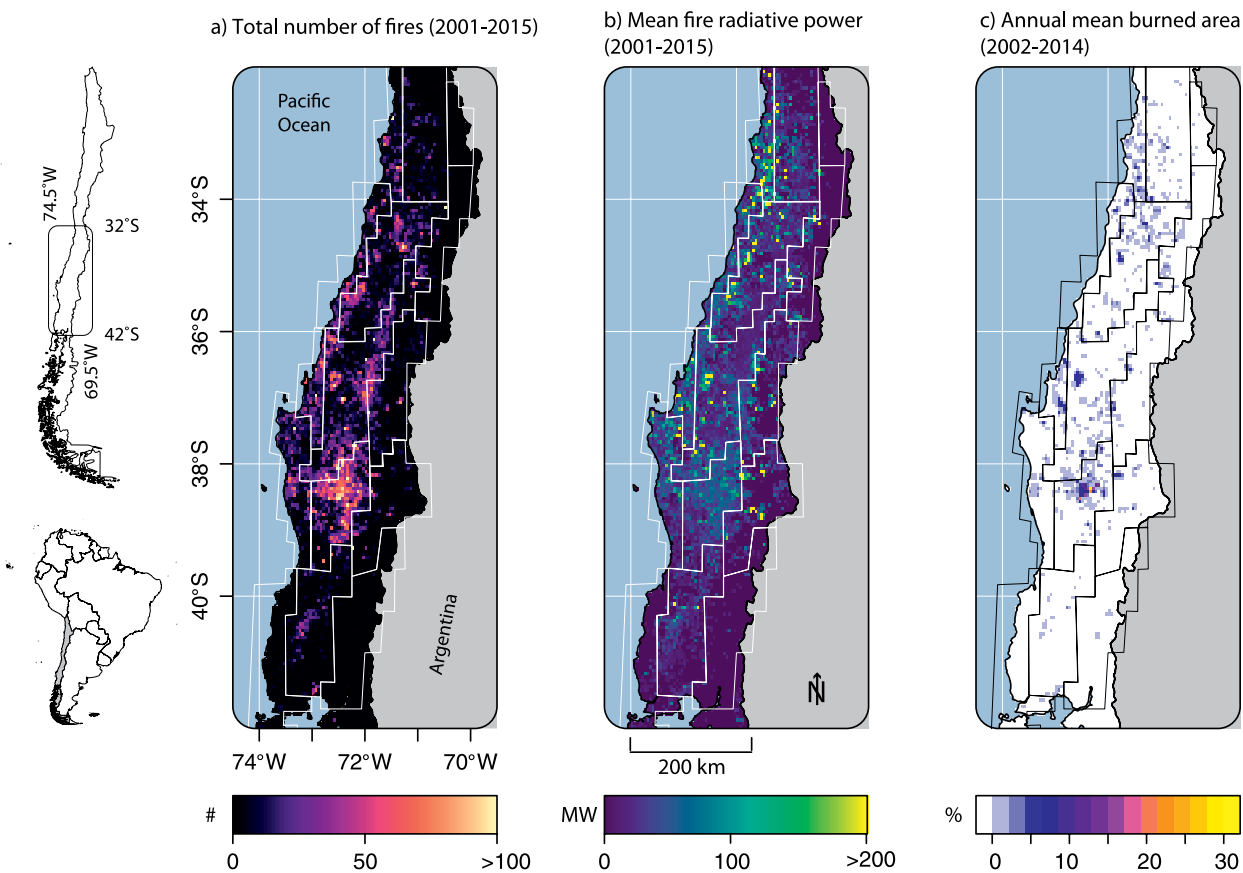 a) Total number of fires (2001-2015)
b) Mean fire radiative power
(2001-2015)
c) Annual mean burned area
(2002-2014)
74.5°W
32°S
42°S
69.5°W
Pacific
Ocean
Argentina
34°S
36°S
38°S
40°S
74°W
72°W
70°W
N
200 km
#
0
50
>100
MW
0
100
>200
%
0
10
20
30